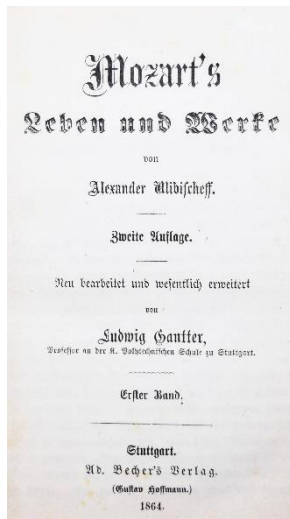 Mozart's
Leben und Werke
von
Alexander Ulibischeff.
Zweite Auflage.
Neu bearbeitet und wesentlich erweitert
von
Ludwig Gantter,
Professor an der K. Polytechnischen Schule zu Stuttgart.
Erster Band.
Stuttgart.
Ad. Becher's Verlag.
(Gustav Hoffmann.)
1864.